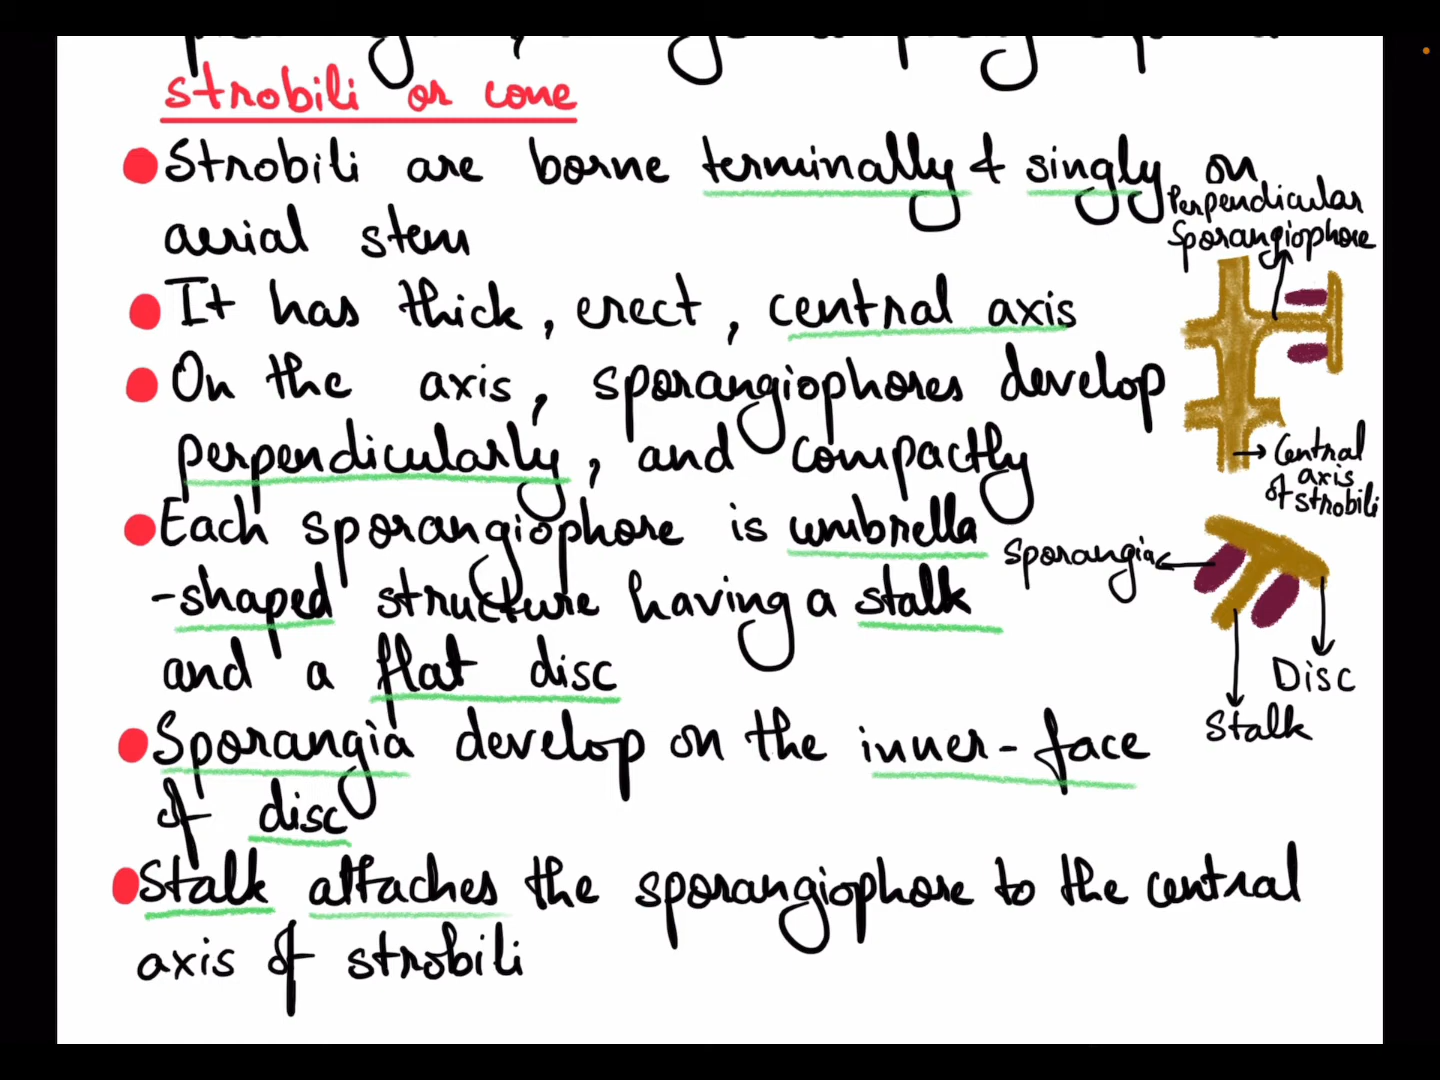 strobili or cone
Strobili are borne terminally & singly on
aerial stem
It has thick, erect, central axis
On the axis, sporangiophores develop
perpendicularly, and compactly
Each sporangiophore is umbrella
-shaped structure having a stalk
and a flat disc
Sporangia develop on the inner-face
of disc
Stalk attaches the sporangiophore to the central
axis of strobili
Perpendicular
Sporangiophore
Central
axis
of strobili
Sporangia
Disc
Stalk